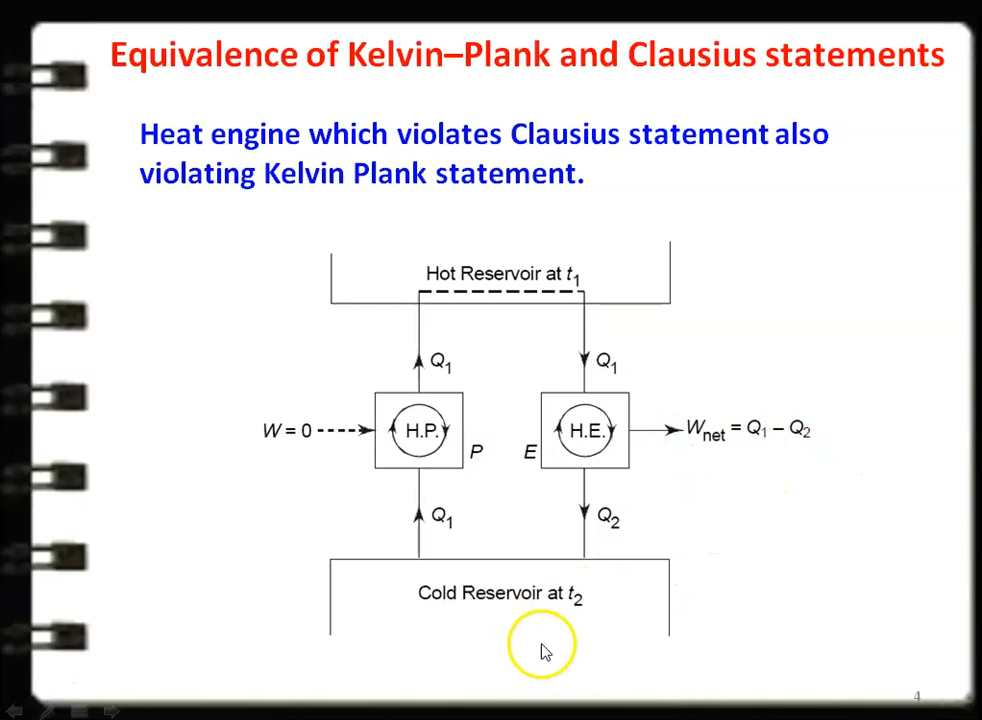 Equivalence of Kelvin–Plank and Clausius statements
Heat engine which violates Clausius statement also
violating Kelvin Plank statement.
Hot Reservoir at t1
Q1
Q1
W = 0
H.P.
P
E
H.E.
Wnet = Q1 – Q2
Q1
Q2
Cold Reservoir at t2
4